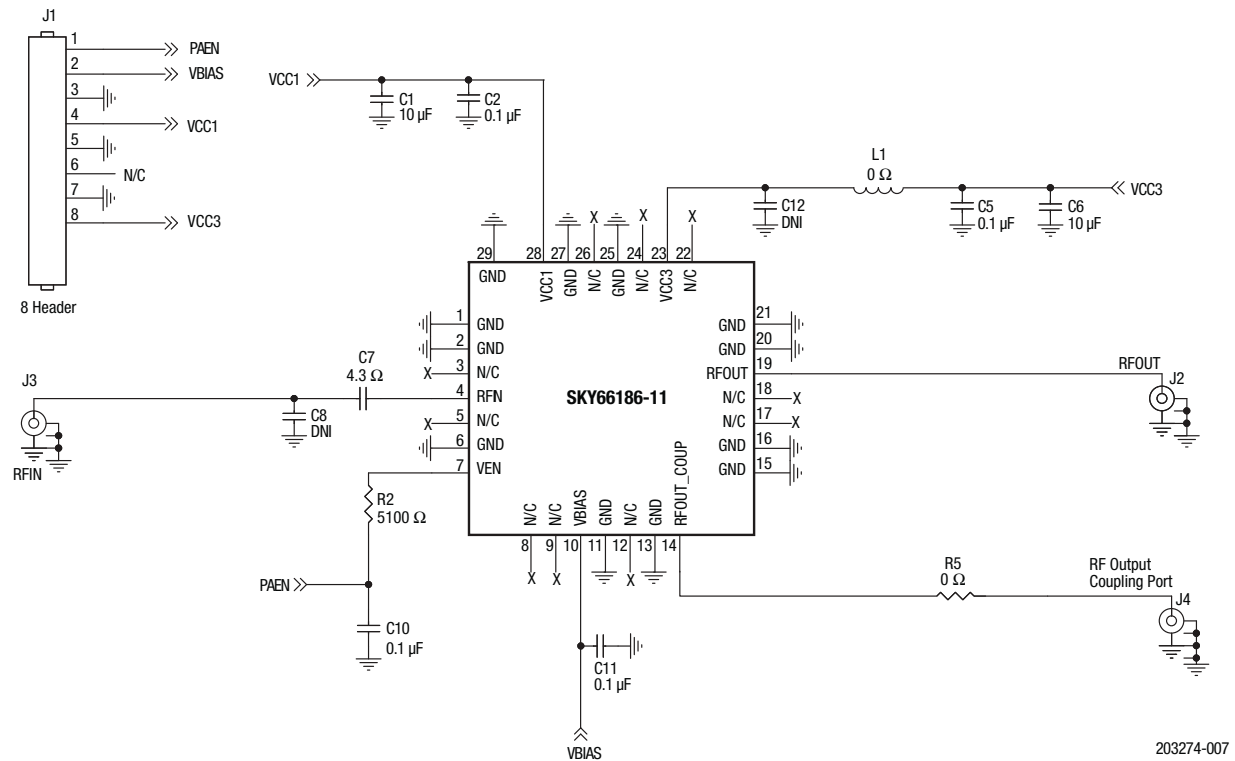 J1
1
PAEN
2
VBIAS
3
4
VCC1
5
6
N/C
7
8
VCC3
8 Header
VCC1
C1
10 µF
C2
0.1 µF
L1
0 Ω
C12
DNI
C5
0.1 µF
C6
10 µF
VCC3
X
X
X
29
28
27
26
25
24
23
22
GND
VCC1
GND
N/C
GND
N/C
VCC3
N/C
1
GND
2
GND
X
3
N/C
4
RFIN
X
5
N/C
6
GND
7
VEN
SKY66186-11
21
GND
20
GND
19
RFOUT
18
N/C
X
17
N/C
X
16
GND
15
GND
N/C
N/C
VBIAS
GND
N/C
GND
RFOUT_COUP
8
9
10
11
12
13
14
X
X
X
J3
RFIN
C8
DNI
C7
4.3 Ω
R2
5100 Ω
PAEN
C10
0.1 µF
C11
0.1 µF
VBIAS
RFOUT
J2
R5
0 Ω
RF Output
Coupling Port
J4
203274-007